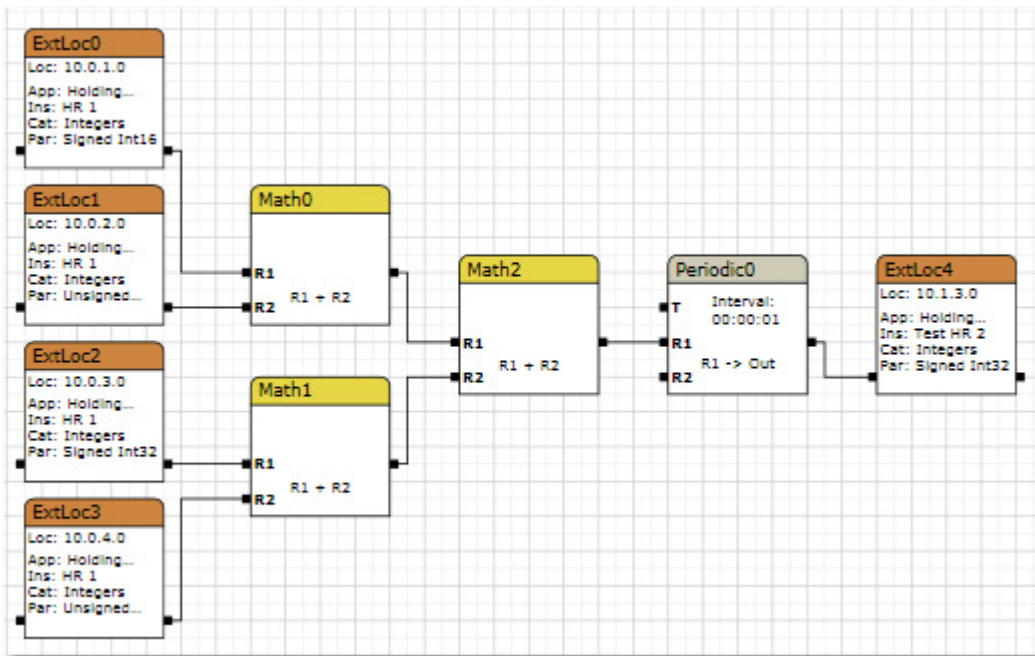 ExtLoc0
Loc: 10.0.1.0
App: Holding...
Ins: HR 1
Cat: Integers
Par: Signed Int16
ExtLoc1
Loc: 10.0.2.0
App: Holding...
Ins: HR 1
Cat: Integers
Par: Unsigned...
ExtLoc2
Loc: 10.0.3.0
App: Holding...
Ins: HR 1
Cat: Integers
Par: Signed Int32
ExtLoc3
Loc: 10.0.4.0
App: Holding...
Ins: HR 1
Cat: Integers
Par: Unsigned...
Math0
R1
R2
R1 + R2
Math1
R1
R2
R1 + R2
Math2
R1
R2
R1 + R2
Periodic0
T
Interval:
00:00:01
R1
R1 -> Out
R2
ExtLoc4
Loc: 10.1.3.0
App: Holding...
Ins: Test HR 2
Cat: Integers
Par: Signed Int32